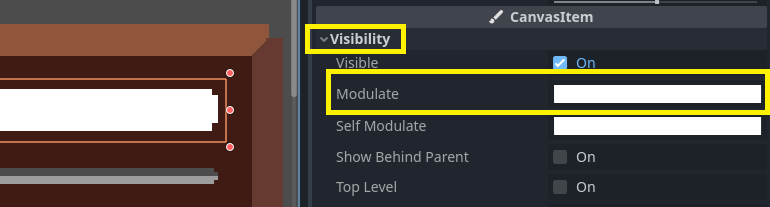 CanvasItem
Visibility
Visible On
Modulate
Self Modulate
Show Behind Parent On
Top Level On